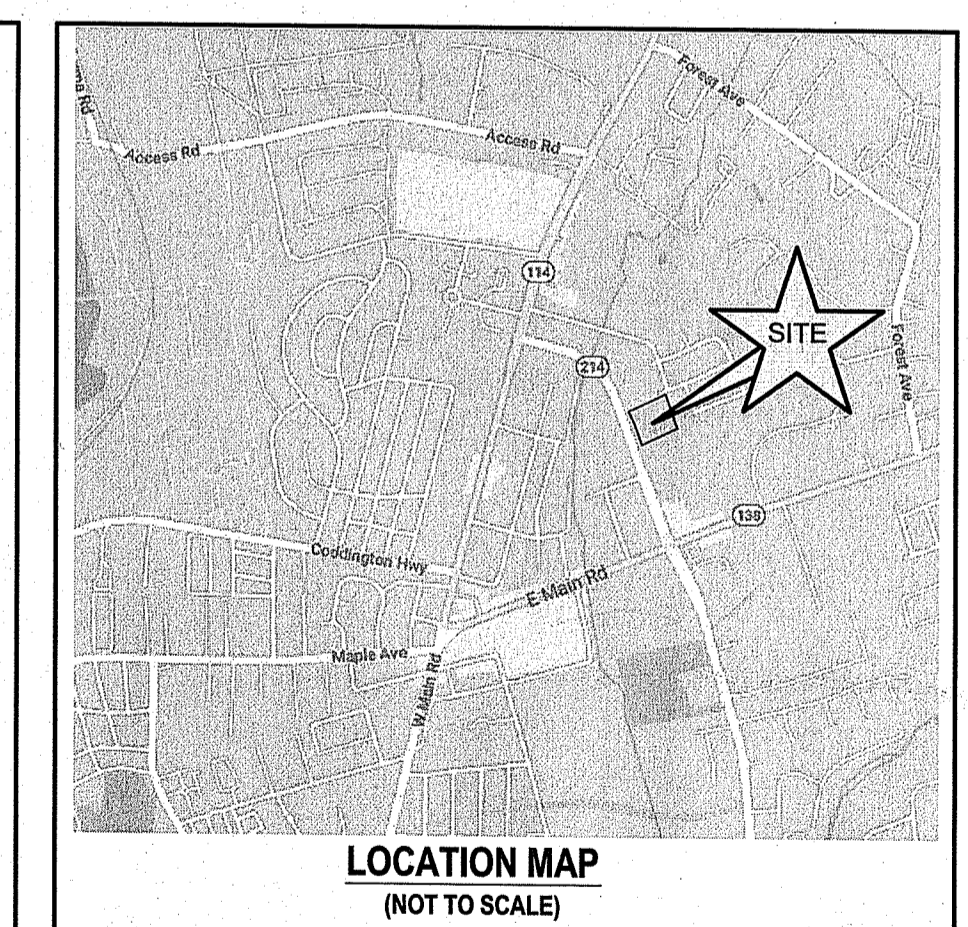 Forest Ave
Access Rd
Access Rd
114
SITE
214
Forest Ave
138
Coddington Hwy
E Main Rd
Maple Ave
W Main Rd
LOCATION MAP
(NOT TO SCALE)